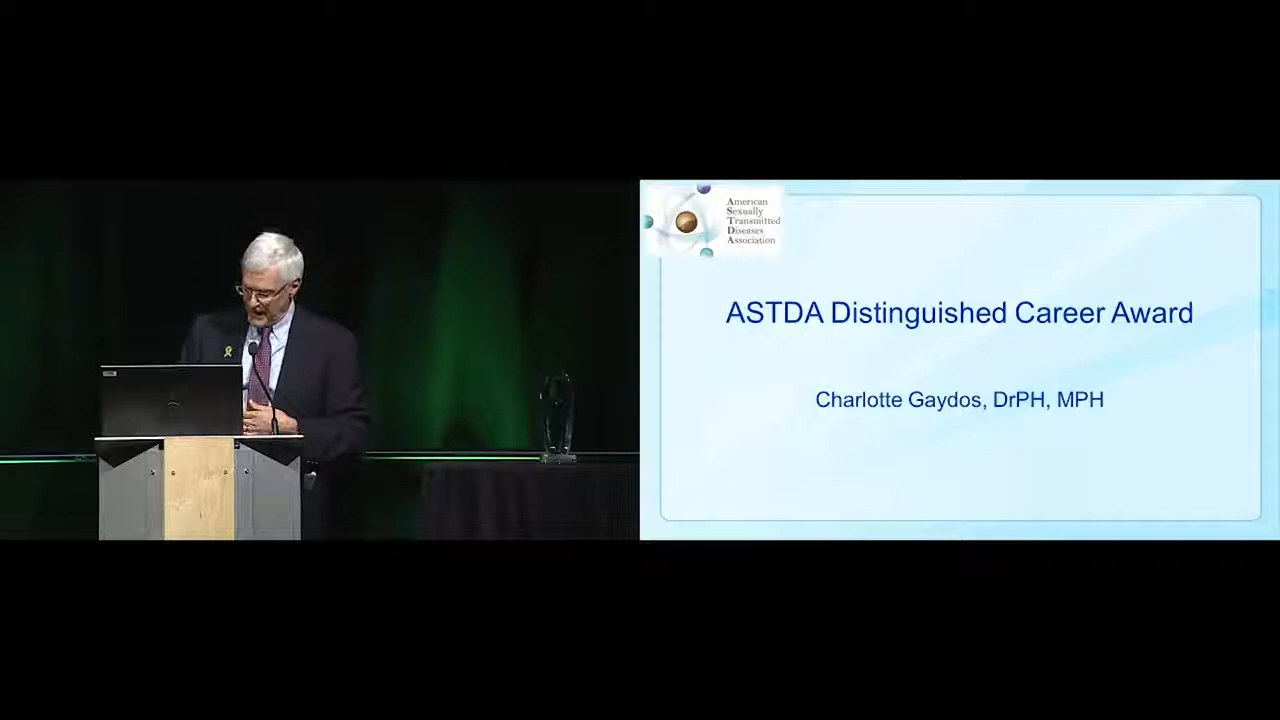 American
Sexually
Transmitted
Diseases
Association
ASTDA Distinguished Career Award
Charlotte Gaydos, DrPH, MPH